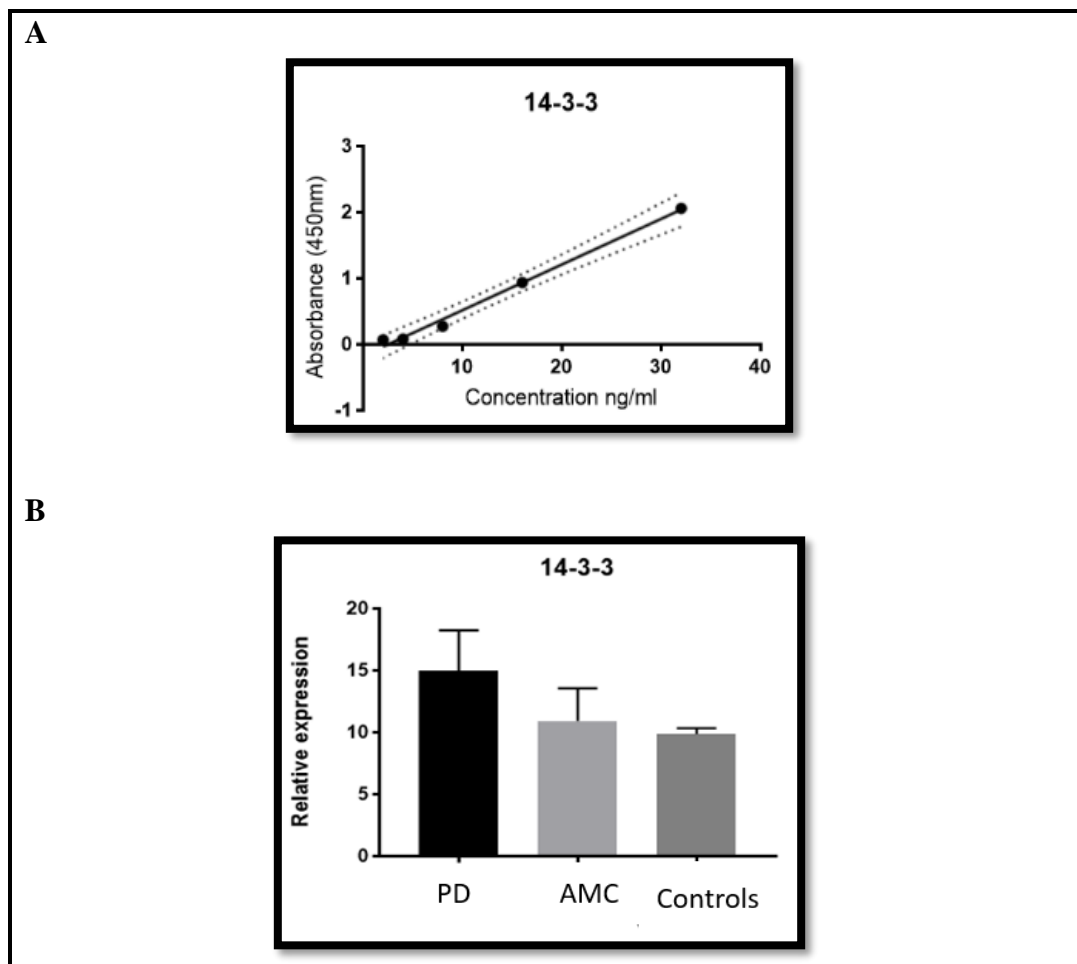 A
14-3-3
3
2
1
0
-1
10 20 30 40
Absorbance (450nm)
Concentration ng/ml
B
14-3-3
20
15
10
5
0
Relative expression
PD AMC Controls